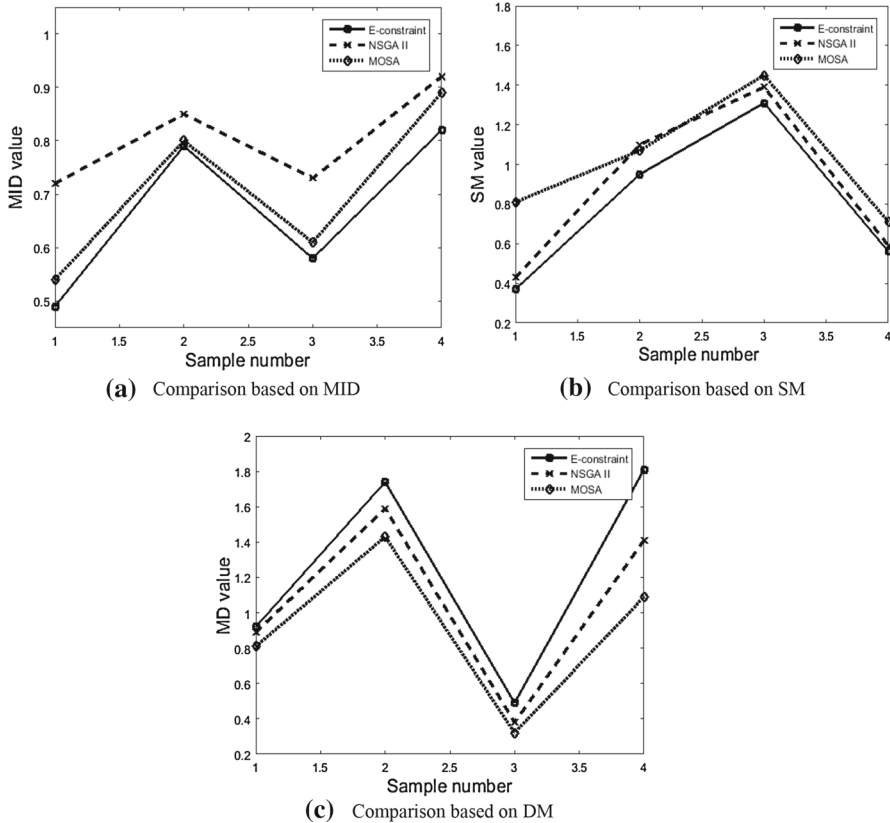 1
0.9
0.8
0.7
0.6
0.5
MID value
1 1.5 2 2.5 3 3.5 4
Sample number
E-constraint
NSGA II
MOSA
(a) Comparison based on MID
1.8
1.6
1.4
1.2
1
0.8
0.6
0.4
0.2
SM value
1 1.5 2 2.5 3 3.5 4
Sample number
E-constraint
NSGA II
MOSA
(b) Comparison based on SM
2
1.8
1.6
1.4
1.2
1
0.8
0.6
0.4
0.2
MD value
1 1.5 2 2.5 3 3.5 4
Sample number
E-constraint
NSGA II
MOSA
(c) Comparison based on DM